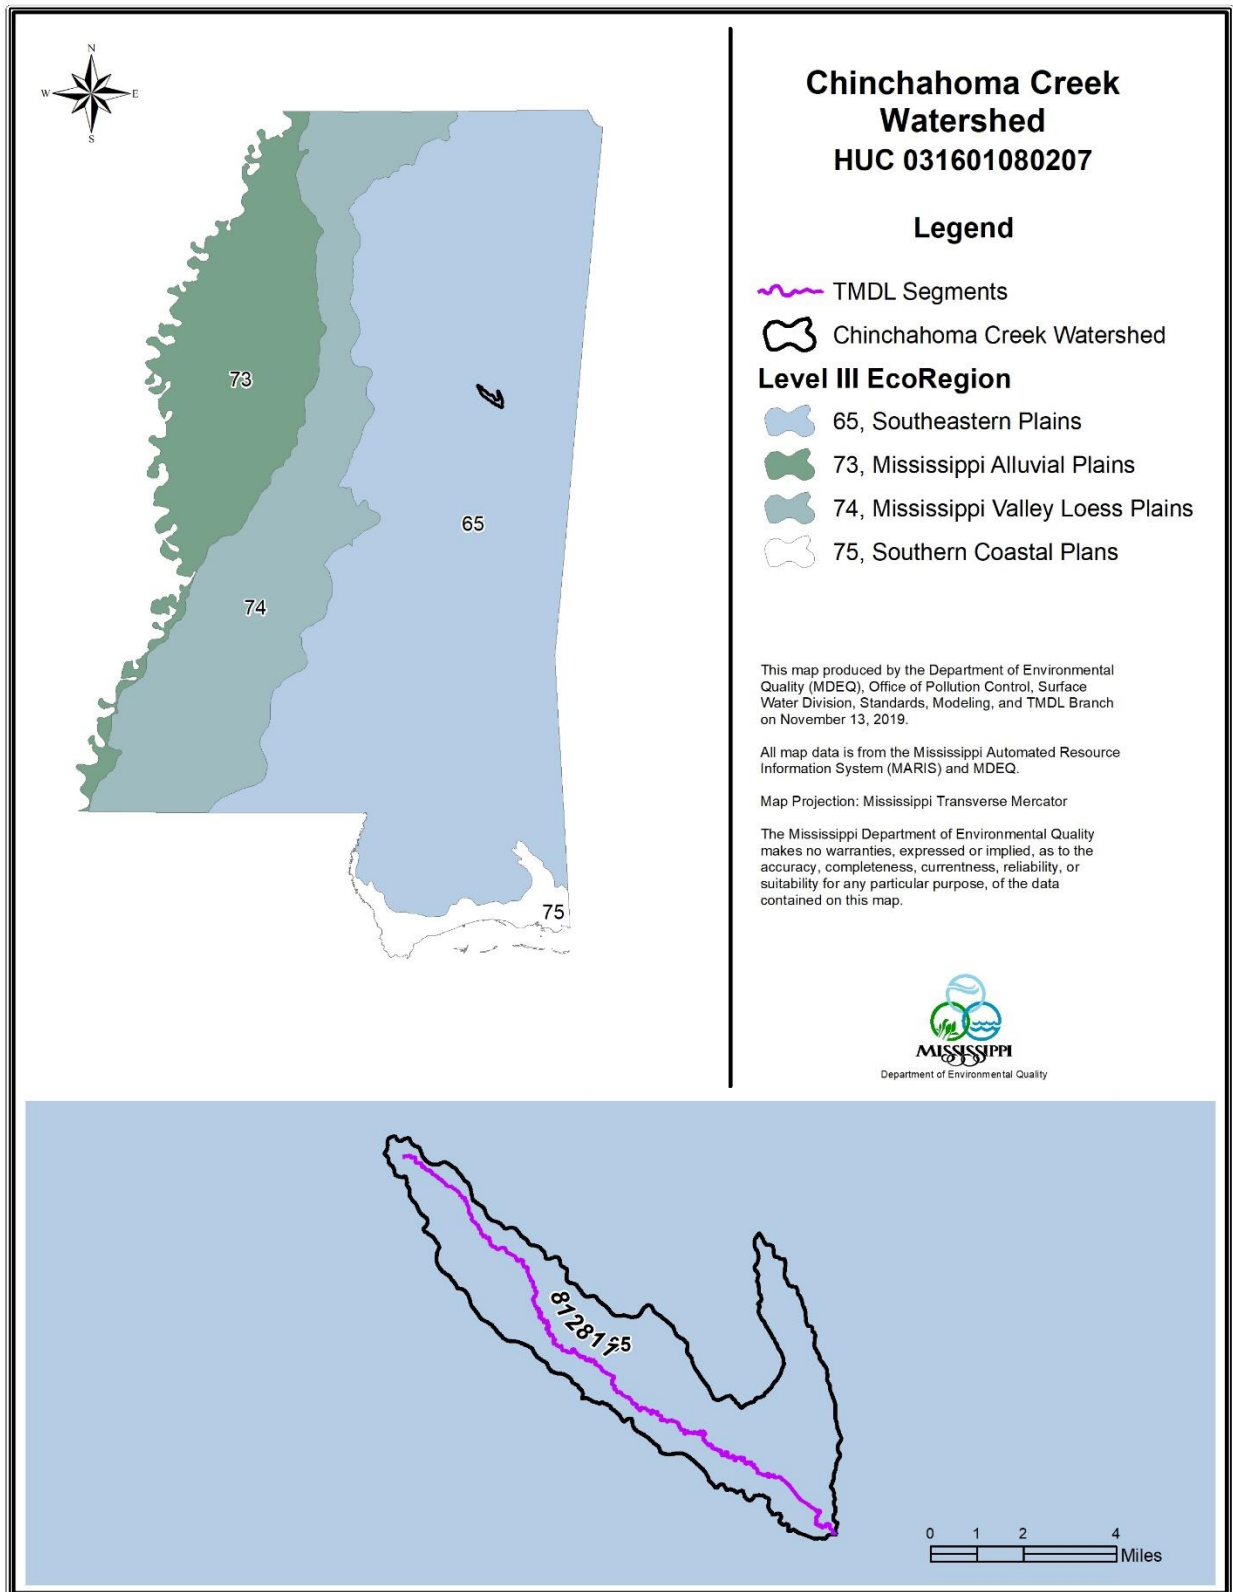 N
W
E
S
73
65
74
75
Chinchahoma Creek
Watershed
HUC 031601080207
Legend
TMDL Segments
Chinchahoma Creek Watershed
Level III EcoRegion
65, Southeastern Plains
73, Mississippi Alluvial Plains
74, Mississippi Valley Loess Plains
75, Southern Coastal Plans
This map produced by the Department of Environmental
Quality (MDEQ), Office of Pollution Control, Surface
Water Division, Standards, Modeling, and TMDL Branch
on November 13, 2019.
All map data is from the Mississippi Automated Resource
Information System (MARIS) and MDEQ.
Map Projection: Mississippi Transverse Mercator
The Mississippi Department of Environmental Quality
makes no warranties, expressed or implied, as to the
accuracy, completeness, currentness, reliability, or
suitability for any particular purpose, of the data
contained on this map.
MISSISSIPPI
Department of Environmental Quality
812811
65
0 1 2 4
Miles